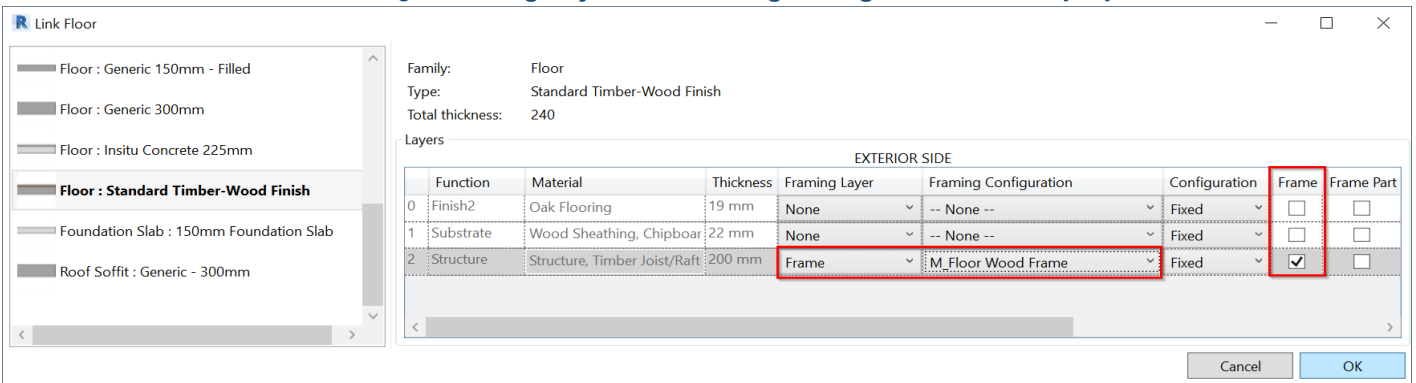 Link Floor
Floor : Generic 150mm - Filled
Floor : Generic 300mm
Floor : Insitu Concrete 225mm
Floor : Standard Timber-Wood Finish
Foundation Slab : 150mm Foundation Slab
Roof Soffit : Generic - 300mm
Family: Floor
Type: Standard Timber-Wood Finish
Total thickness: 240
Layers
EXTERIOR SIDE
Function Material Thickness Framing Layer Framing Configuration Configuration Frame Frame Part
0 Finish2 Oak Flooring 19 mm None -- None -- Fixed
1 Substrate Wood Sheathing, Chipboar 22 mm None -- None -- Fixed
2 Structure Structure, Timber Joist/Raft 200 mm Frame M_Floor Wood Frame Fixed
Cancel OK